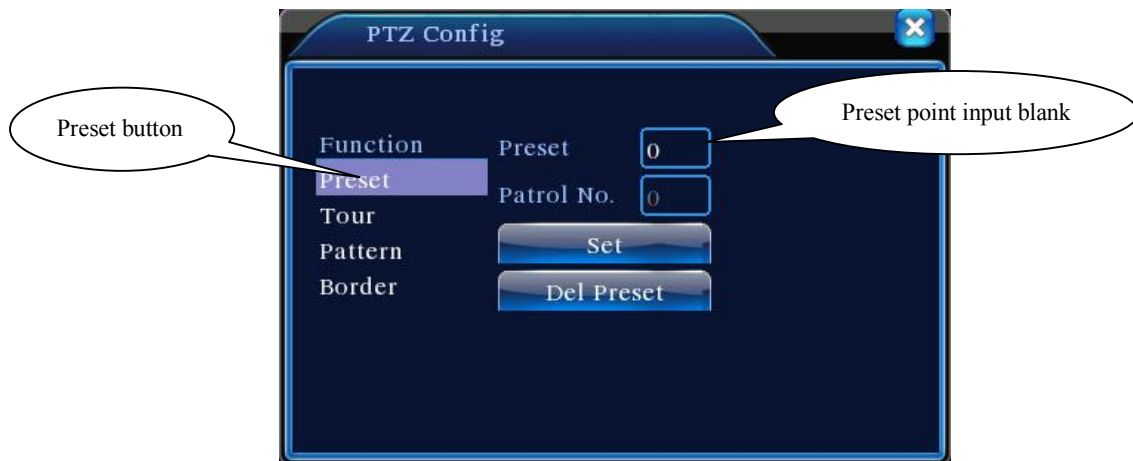 PTZ Config
Preset button
Preset point input blank
Function
Preset
Tour
Pattern
Border
Preset 0
Patrol No. 0
Set
Del Preset